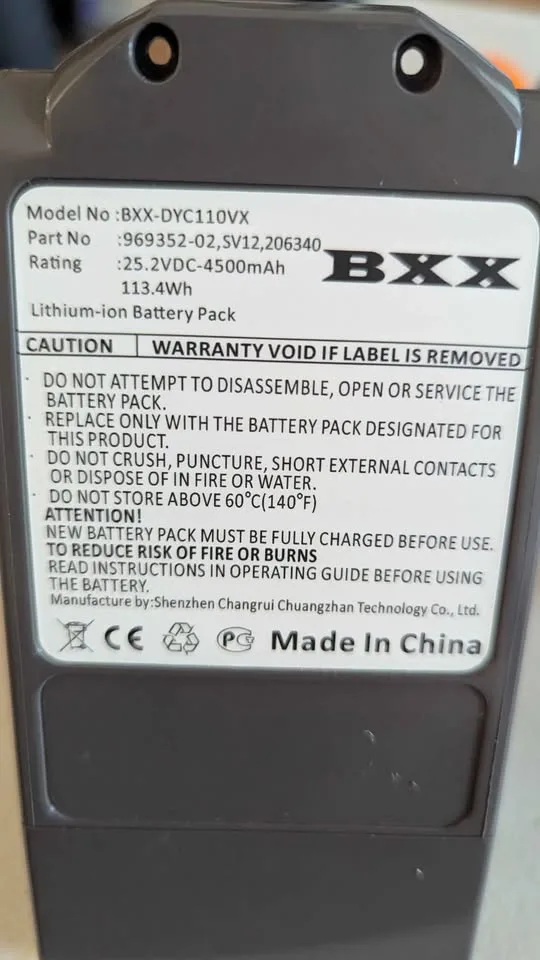 Model No :BXX-DYC110VX
Part No :969352-02,SV12,206340
BXX
Rating :25.2VDC-4500mAh
113.4Wh
Lithium-ion Battery Pack
CAUTION WARRANTY VOID IF LABEL IS REMOVED
· DO NOT ATTEMPT TO DISASSEMBLE, OPEN OR SERVICE THE
BATTERY PACK.
· REPLACE ONLY WITH THE BATTERY PACK DESIGNATED FOR
THIS PRODUCT.
· DO NOT CRUSH, PUNCTURE, SHORT EXTERNAL CONTACTS
OR DISPOSE OF IN FIRE OR WATER.
· DO NOT STORE ABOVE 60°C(140°F)
ATTENTION!
NEW BATTERY PACK MUST BE FULLY CHARGED BEFORE USE.
TO REDUCE RISK OF FIRE OR BURNS
READ INSTRUCTIONS IN OPERATING GUIDE BEFORE USING
THE BATTERY.
Manufacture by:Shenzhen Changrui Chuangzhan Technology Co., Ltd.
CE PG Made In China